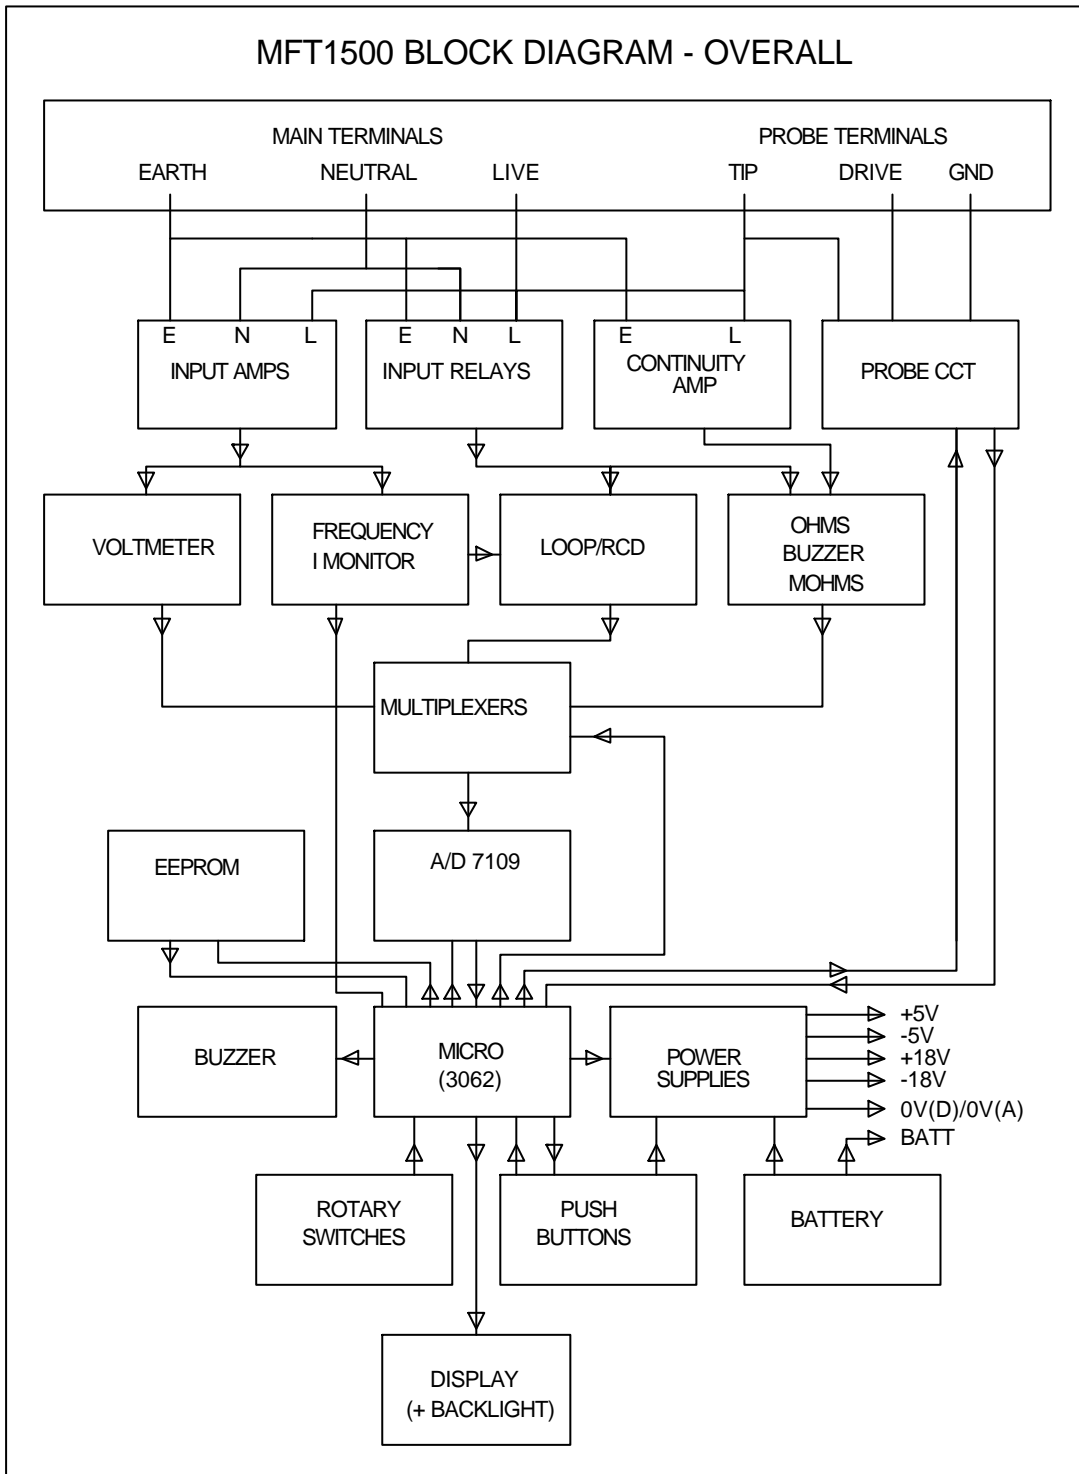 MFT1500 BLOCK DIAGRAM - OVERALL
MAIN TERMINALS
PROBE TERMINALS
EARTH
NEUTRAL
LIVE
TIP
DRIVE
GND
E
N
L
INPUT AMPS
E
N
L
INPUT RELAYS
E
L
CONTINUITY
AMP
PROBE CCT
VOLTMETER
FREQUENCY
I MONITOR
LOOP/RCD
OHMS
BUZZER
MOHMS
MULTIPLEXERS
EEPROM
A/D 7109
BUZZER
MICRO
(3062)
POWER
SUPPLIES
+5V
-5V
+18V
-18V
0V(D)/0V(A)
BATT
ROTARY
SWITCHES
PUSH
BUTTONS
BATTERY
DISPLAY
(+ BACKLIGHT)